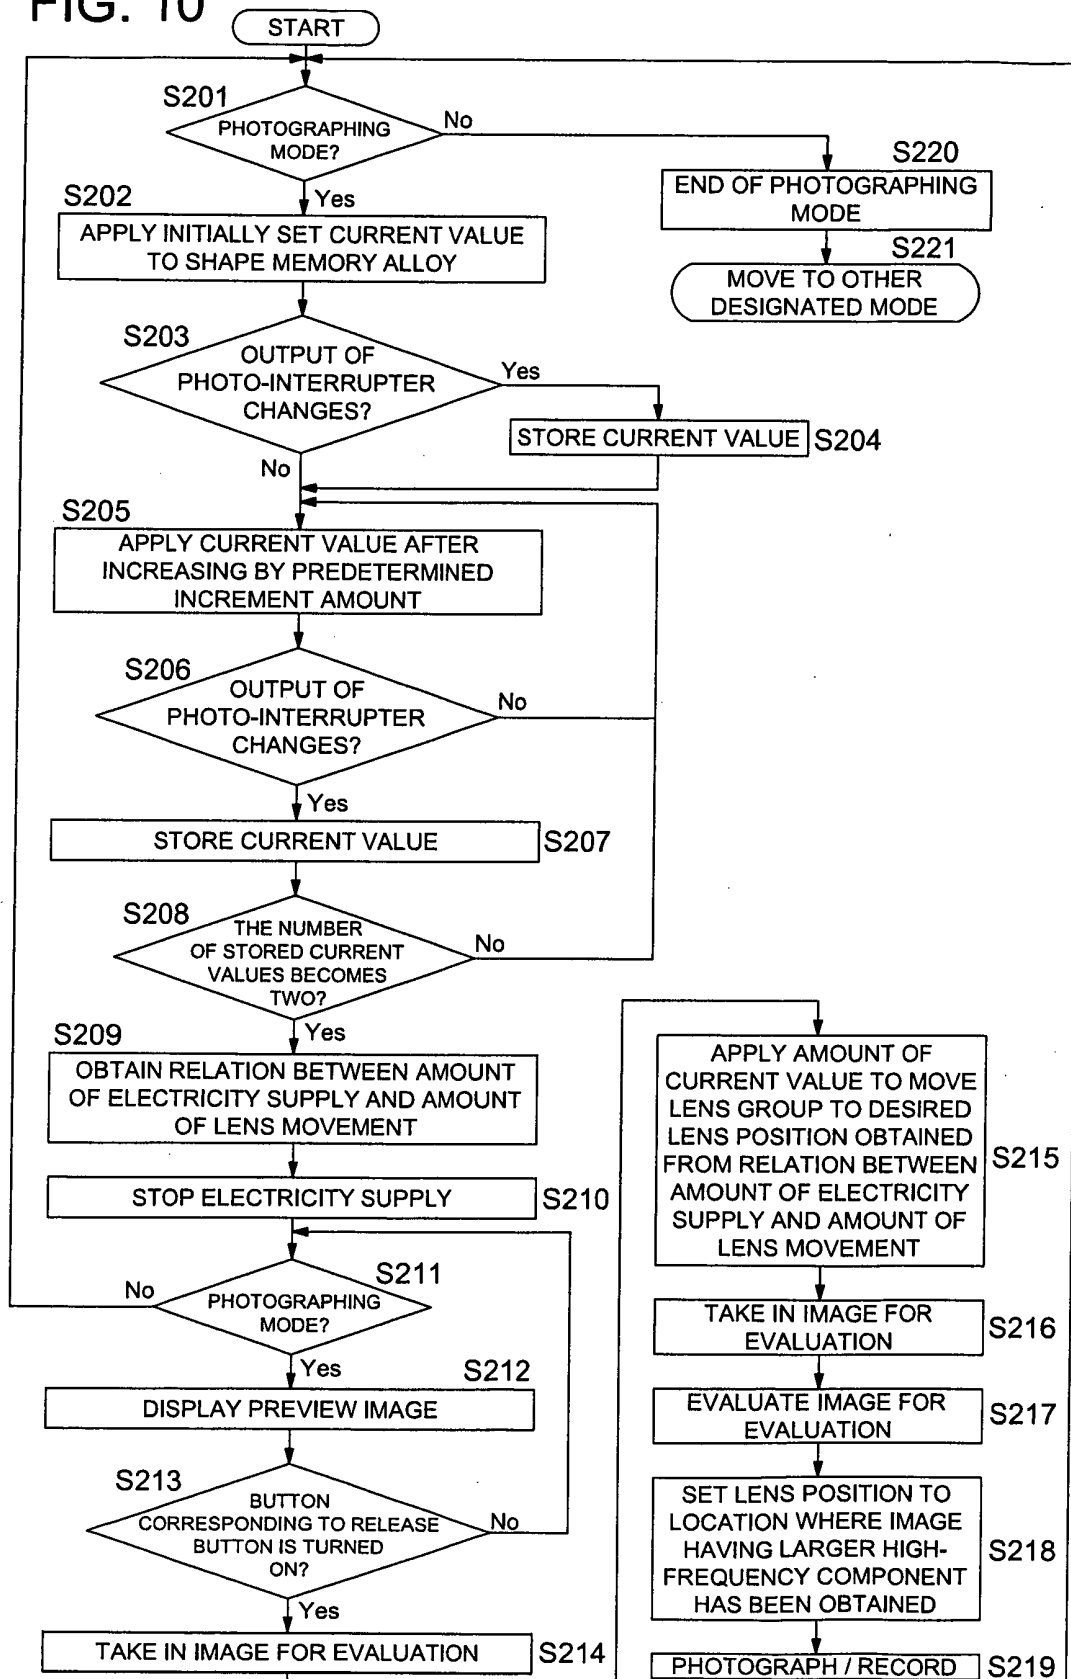 FIG. 10
START
S201
PHOTOGRAPHING
MODE?
No
Yes
S220
END OF PHOTOGRAPHING
MODE
S221
MOVE TO OTHER
DESIGNATED MODE
S202
APPLY INITIALLY SET CURRENT VALUE
TO SHAPE MEMORY ALLOY
S203
OUTPUT OF
PHOTO-INTERRUPTER
CHANGES?
Yes
No
STORE CURRENT VALUE
S204
S205
APPLY CURRENT VALUE AFTER
INCREASING BY PREDETERMINED
INCREMENT AMOUNT
S206
OUTPUT OF
PHOTO-INTERRUPTER
CHANGES?
No
Yes
STORE CURRENT VALUE
S207
S208
THE NUMBER
OF STORED CURRENT
VALUES BECOMES
TWO?
No
Yes
S209
OBTAIN RELATION BETWEEN AMOUNT
OF ELECTRICITY SUPPLY AND AMOUNT
OF LENS MOVEMENT
STOP ELECTRICITY SUPPLY
S210
S211
PHOTOGRAPHING
MODE?
No
Yes
S212
DISPLAY PREVIEW IMAGE
S213
BUTTON
CORRESPONDING TO RELEASE
BUTTON IS TURNED
ON?
No
Yes
TAKE IN IMAGE FOR EVALUATION
S214
APPLY AMOUNT OF
CURRENT VALUE TO MOVE
LENS GROUP TO DESIRED
LENS POSITION OBTAINED
FROM RELATION BETWEEN
AMOUNT OF ELECTRICITY
SUPPLY AND AMOUNT OF
LENS MOVEMENT
S215
TAKE IN IMAGE FOR
EVALUATION
S216
EVALUATE IMAGE FOR
EVALUATION
S217
SET LENS POSITION TO
LOCATION WHERE IMAGE
HAVING LARGER HIGH-
FREQUENCY COMPONENT
HAS BEEN OBTAINED
S218
PHOTOGRAPH / RECORD
S219